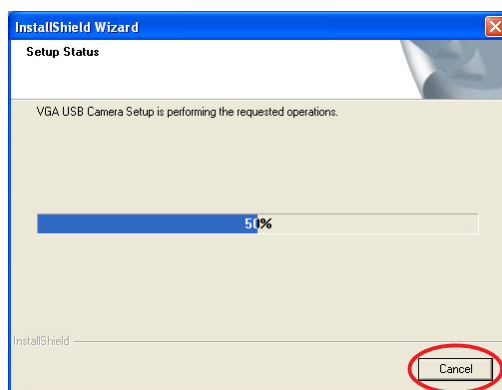 InstallShield Wizard
Setup Status
VGA USB Camera Setup is performing the requested operations.
50%
InstallShield
Cancel